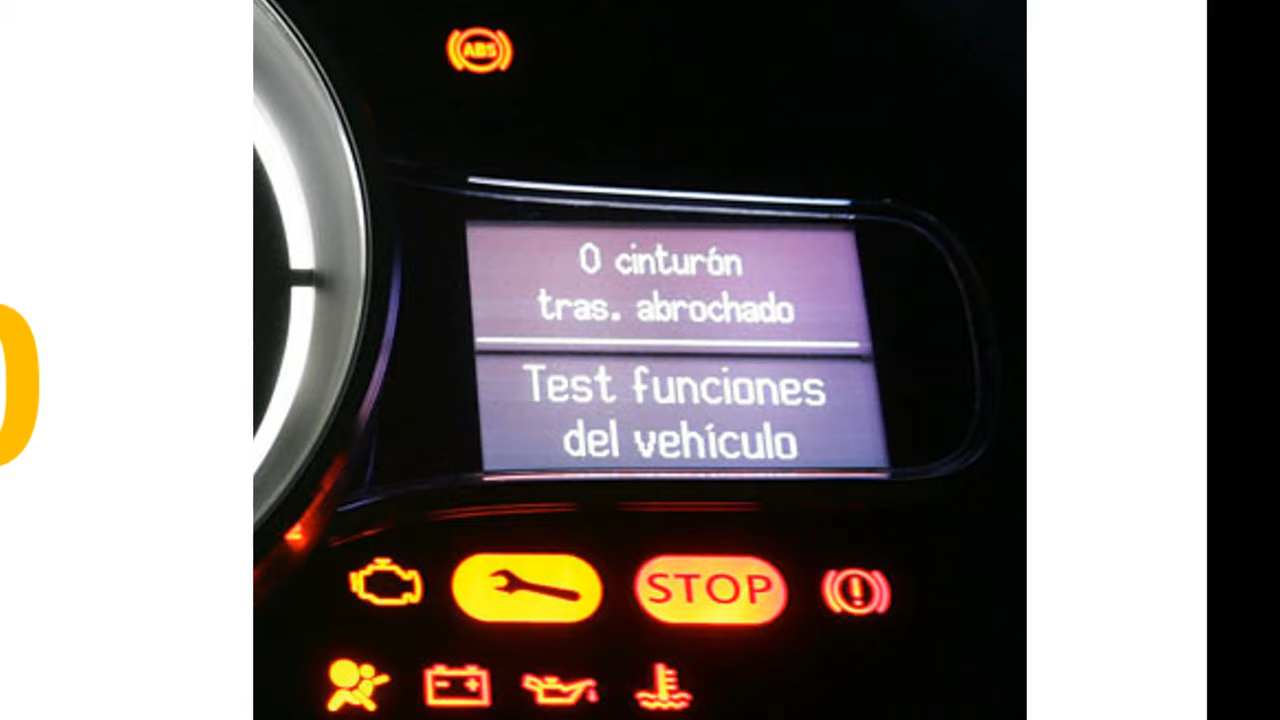 ABS
0 cinturón
tras. abrochado
Test funciones
del vehículo
STOP